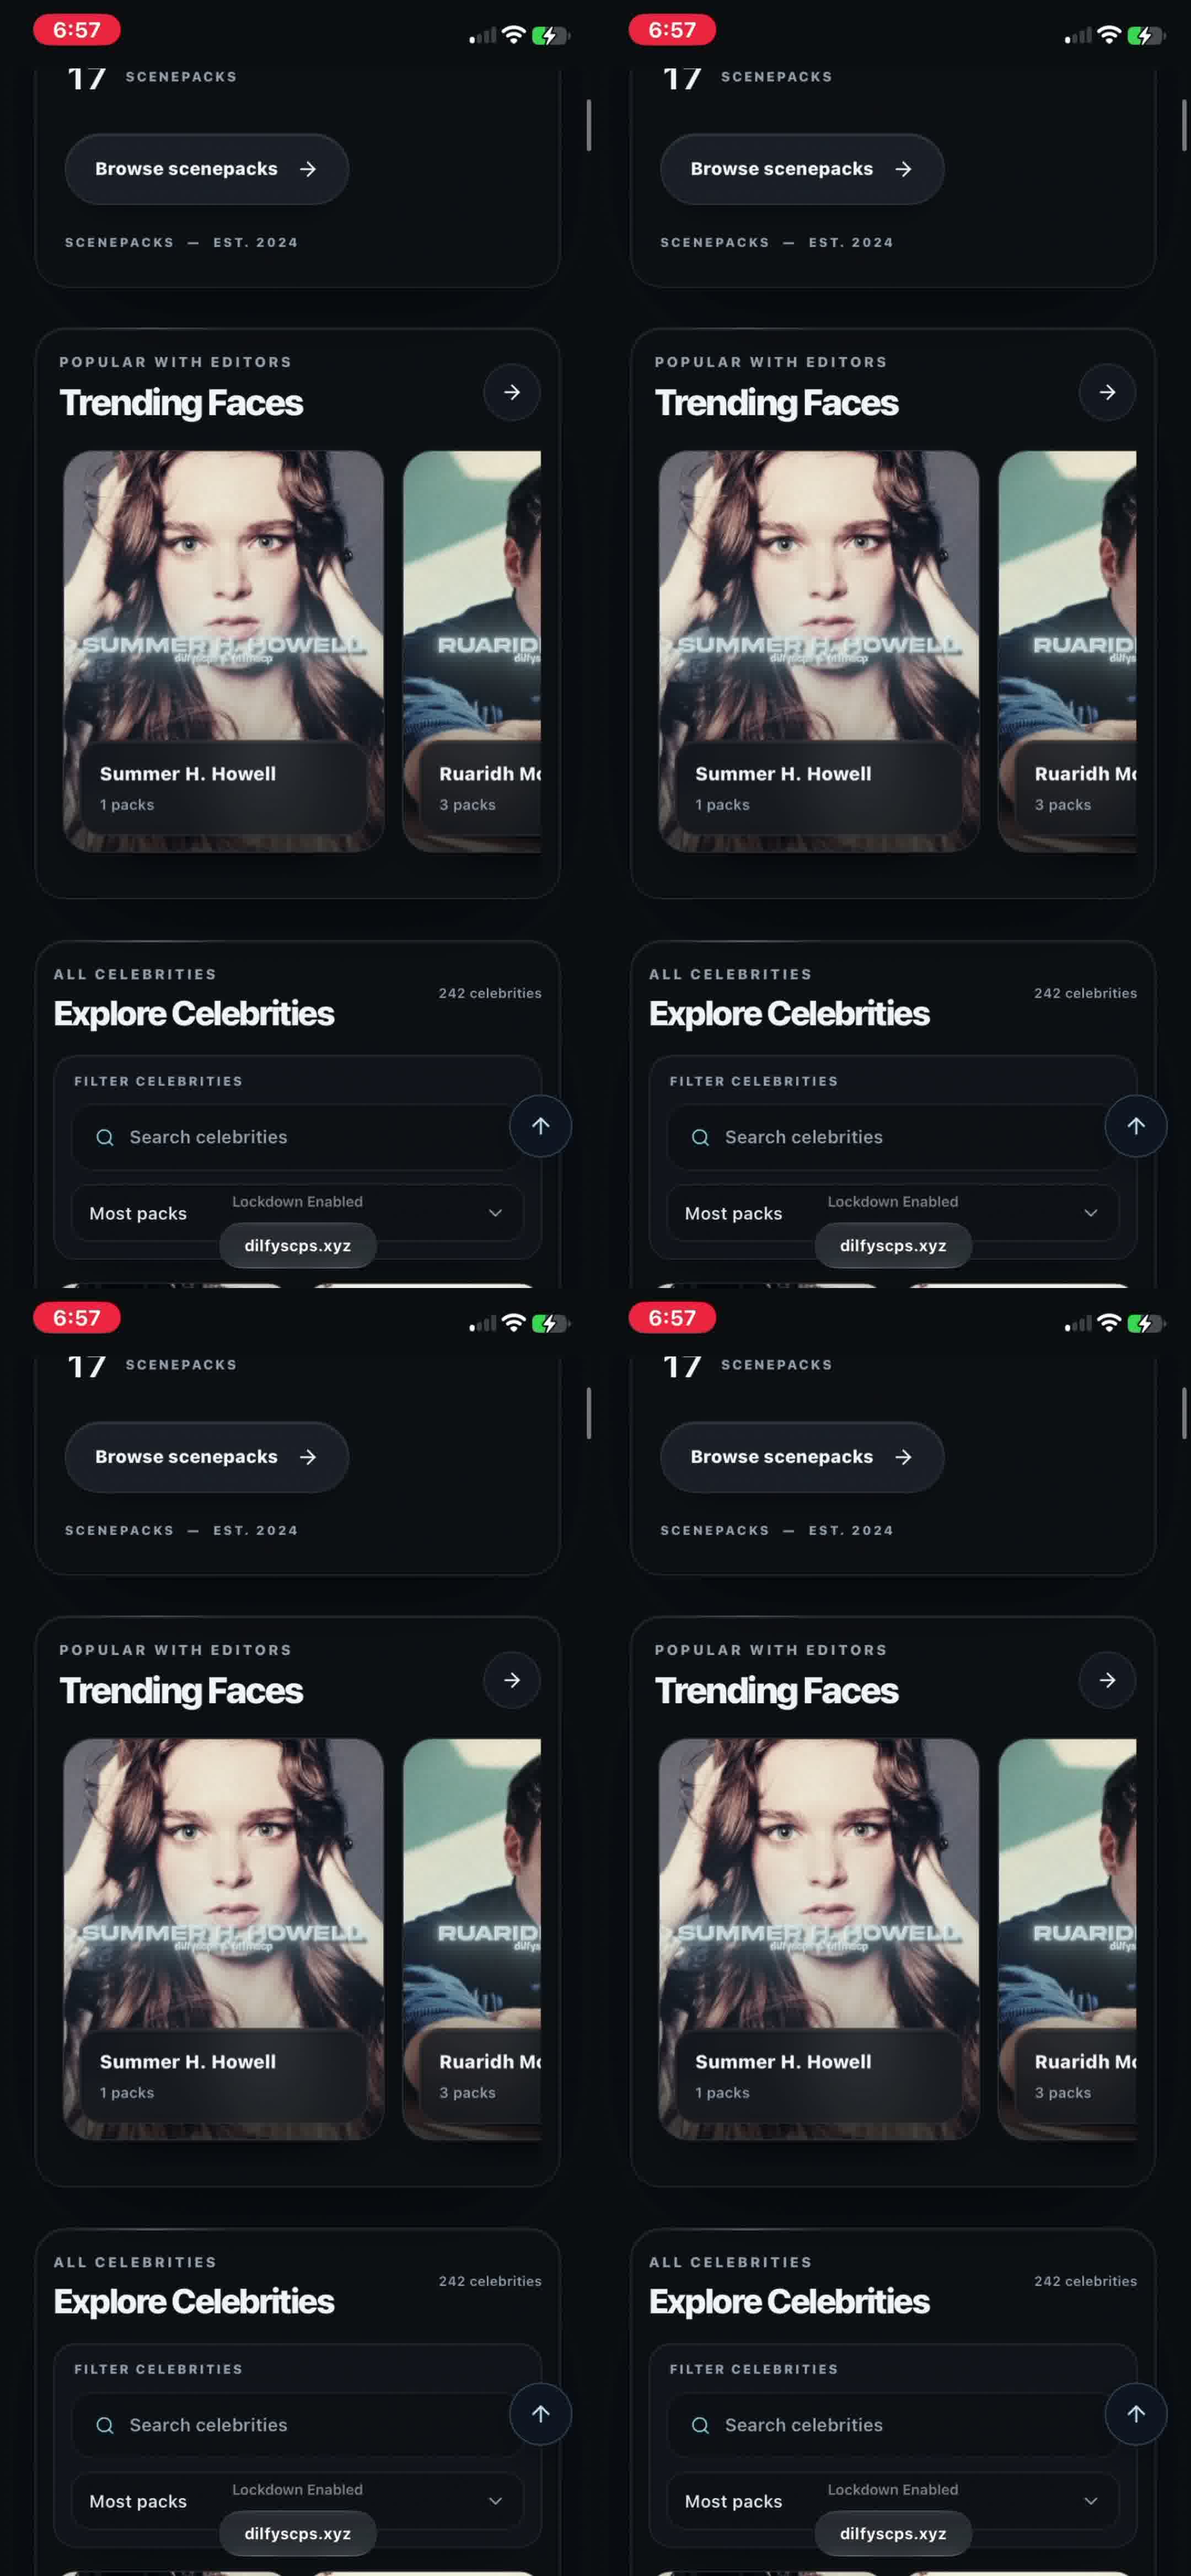 6:57
17 SCENEPACKS
Browse scenepacks
SCENEPACKS — EST. 2024
POPULAR WITH EDITORS
Trending Faces
SUMMER H. HOWELL
RUARID
Summer H. Howell
1 packs
Ruaridh Mo
3 packs
ALL CELEBRITIES
Explore Celebrities
242 celebrities
FILTER CELEBRITIES
Search celebrities
Most packs
Lockdown Enabled
dilfyscps.xyz
6:57
17 SCENEPACKS
Browse scenepacks
SCENEPACKS — EST. 2024
POPULAR WITH EDITORS
Trending Faces
SUMMER H. HOWELL
RUARID
Summer H. Howell
1 packs
Ruaridh Mo
3 packs
ALL CELEBRITIES
Explore Celebrities
242 celebrities
FILTER CELEBRITIES
Search celebrities
Most packs
Lockdown Enabled
dilfyscps.xyz
6:57
17 SCENEPACKS
Browse scenepacks
SCENEPACKS — EST. 2024
POPULAR WITH EDITORS
Trending Faces
SUMMER H. HOWELL
RUARID
Summer H. Howell
1 packs
Ruaridh Mo
3 packs
ALL CELEBRITIES
Explore Celebrities
242 celebrities
FILTER CELEBRITIES
Search celebrities
Most packs
Lockdown Enabled
dilfyscps.xyz
6:57
17 SCENEPACKS
Browse scenepacks
SCENEPACKS — EST. 2024
POPULAR WITH EDITORS
Trending Faces
SUMMER H. HOWELL
RUARID
Summer H. Howell
1 packs
Ruaridh Mo
3 packs
ALL CELEBRITIES
Explore Celebrities
242 celebrities
FILTER CELEBRITIES
Search celebrities
Most packs
Lockdown Enabled
dilfyscps.xyz